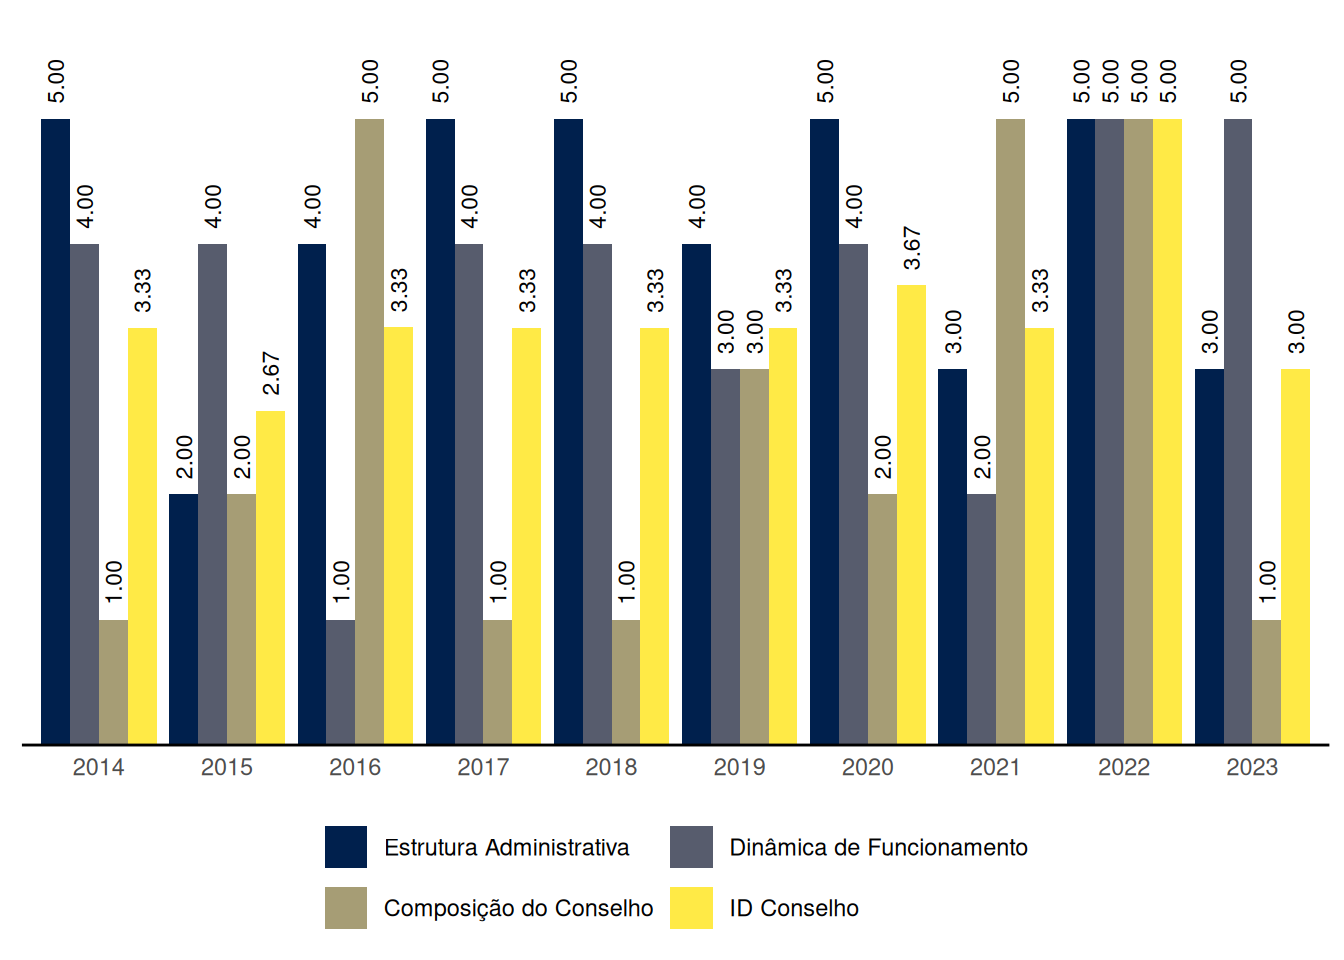 5.00 4.00 1.00 3.33 2.00 4.00 2.00 2.67 4.00 1.00 5.00 3.33 5.00 4.00 1.00 3.33 5.00 4.00 1.00 3.33 4.00 3.00 3.00 3.33 5.00 4.00 2.00 3.67 3.00 2.00 5.00 3.33 5.00 5.00 5.00 5.00 3.00 5.00 1.00 3.00
2014 2015 2016 2017 2018 2019 2020 2021 2022 2023
Estrutura Administrativa Dinâmica de Funcionamento
Composição do Conselho ID Conselho